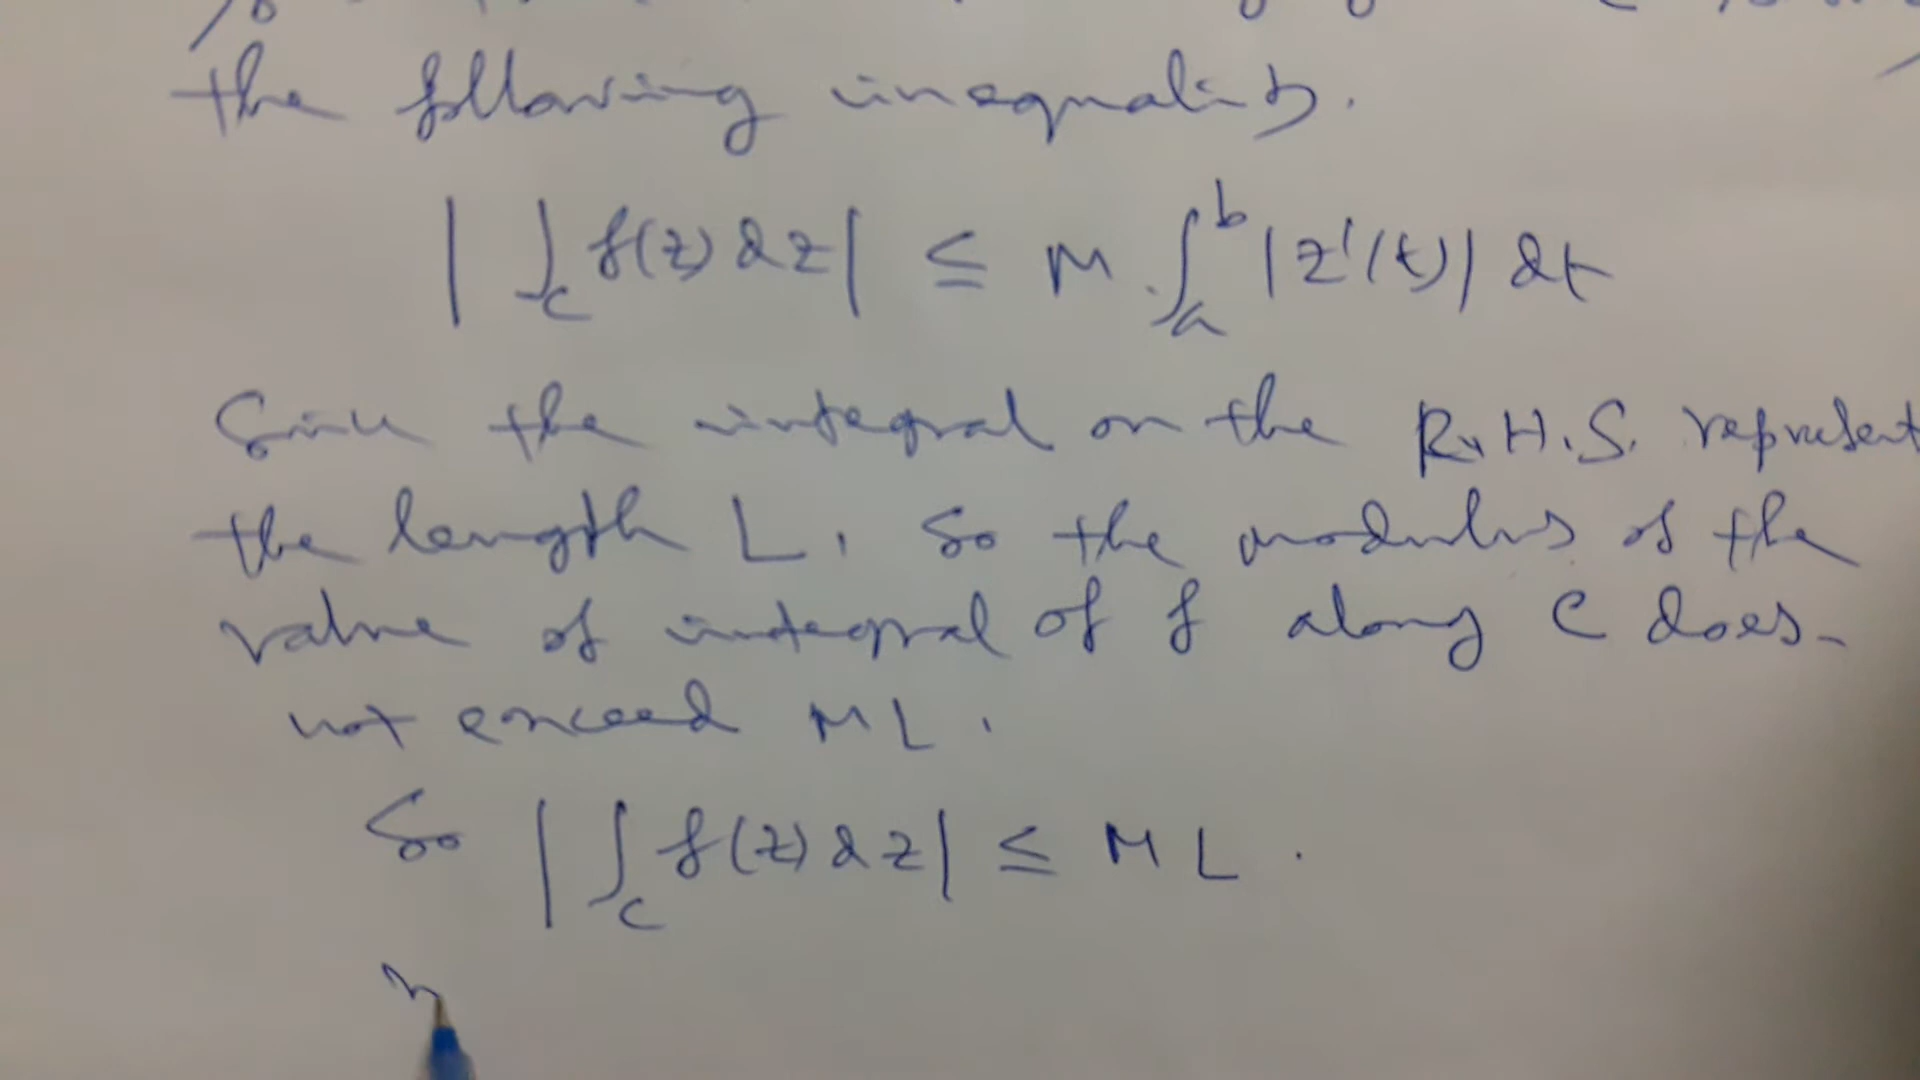 the following inequality.
| ∫_C f(z) dz | ≤ M . ∫_a^b | z'(t) | dt
Since the integral on the R.H.S. represent
the length L. So the modulus of the
value of integral of f along C does-
not exceed ML.
So | ∫_C f(z) dz | ≤ ML .